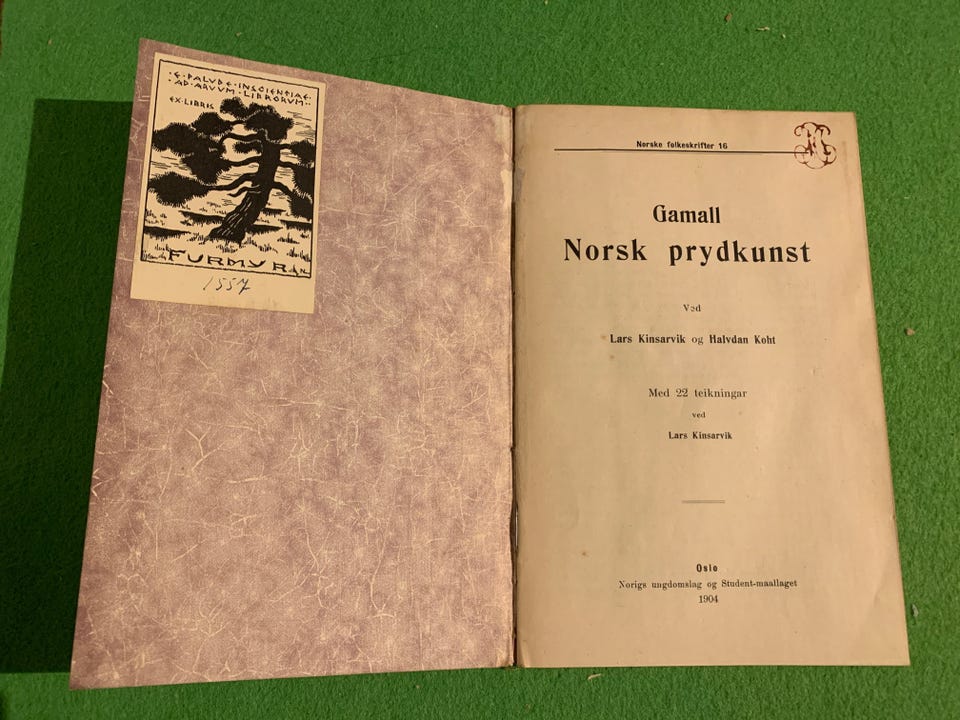 ·E·PALVDE·INSCIENTIAE·
·AD·ARVVM·LIBRORVM·
EX·LIBRIS
FURMYR
1557
Norske folkeskrifter 16
Gamall
Norsk prydkunst
Ved
Lars Kinsarvik og Halvdan Koht
Med 22 teikningar
ved
Lars Kinsarvik
Oslo
Norigs ungdomslag og Student-maallaget
1904